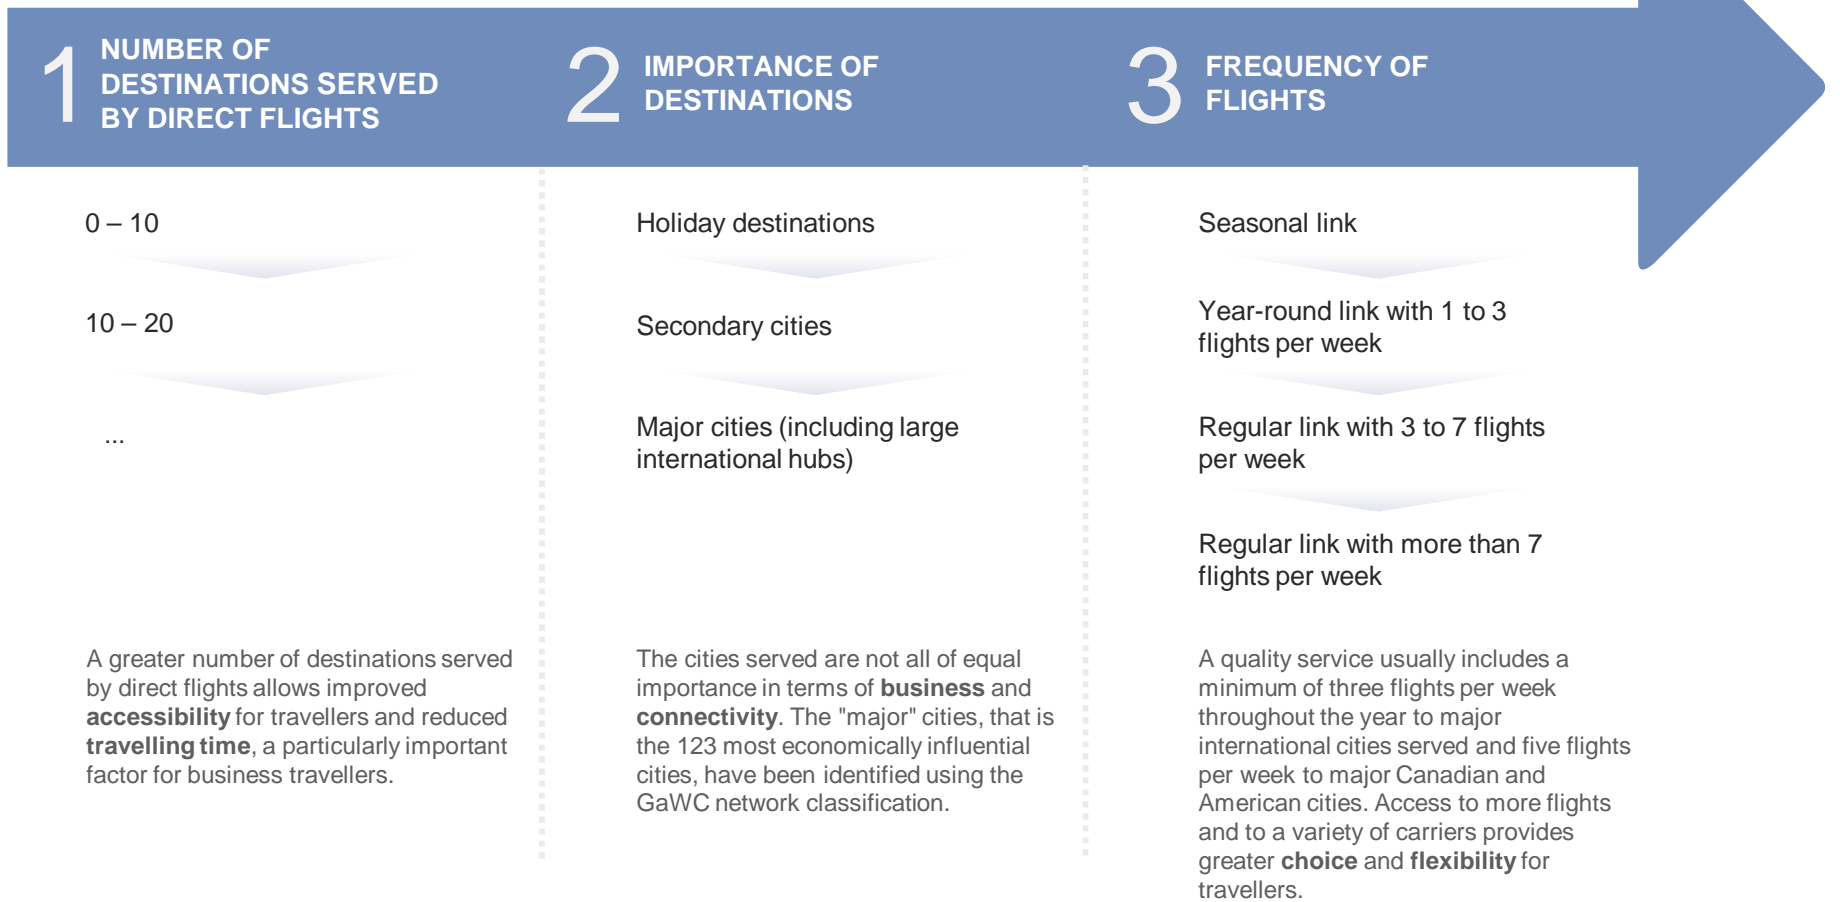 1
NUMBER OF
DESTINATIONS SERVED
BY DIRECT FLIGHTS
0 – 10
10 – 20
...
A greater number of destinations served
by direct flights allows improved
accessibility for travellers and reduced
travelling time, a particularly important
factor for business travellers.
2
IMPORTANCE OF
DESTINATIONS
Holiday destinations
Secondary cities
Major cities (including large
international hubs)
The cities served are not all of equal
importance in terms of business and
connectivity. The "major" cities, that is
the 123 most economically influential
cities, have been identified using the
GaWC network classification.
3
FREQUENCY OF
FLIGHTS
Seasonal link
Year-round link with 1 to 3
flights per week
Regular link with 3 to 7 flights
per week
Regular link with more than 7
flights per week
A quality service usually includes a
minimum of three flights per week
throughout the year to major
international cities served and five flights
per week to major Canadian and
American cities. Access to more flights
and to a variety of carriers provides
greater choice and flexibility for
travellers.